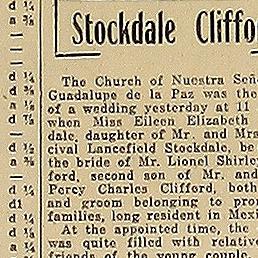 Stockdale Cliffo
The Church of Nuestra Señ
Guadalupe de la Paz was the
of a wedding yesterday at 11
when Miss Eileen Elizabeth
dale, daughter of Mr. and Mrs
cival Lancefield Stockdale, be
the bride of Mr. Lionel Shirley
ford, second son of Mr. and
Percy Charles Clifford, both
and groom belonging to pro
families, long resident in Mexi
At the appointed time, the
was quite filled with relative
friends of the young couple.